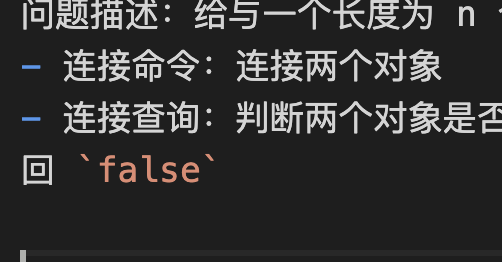 问题描述：给与一个长度为 n
- 连接命令：连接两个对象
- 连接查询：判断两个对象是否
回 `false`